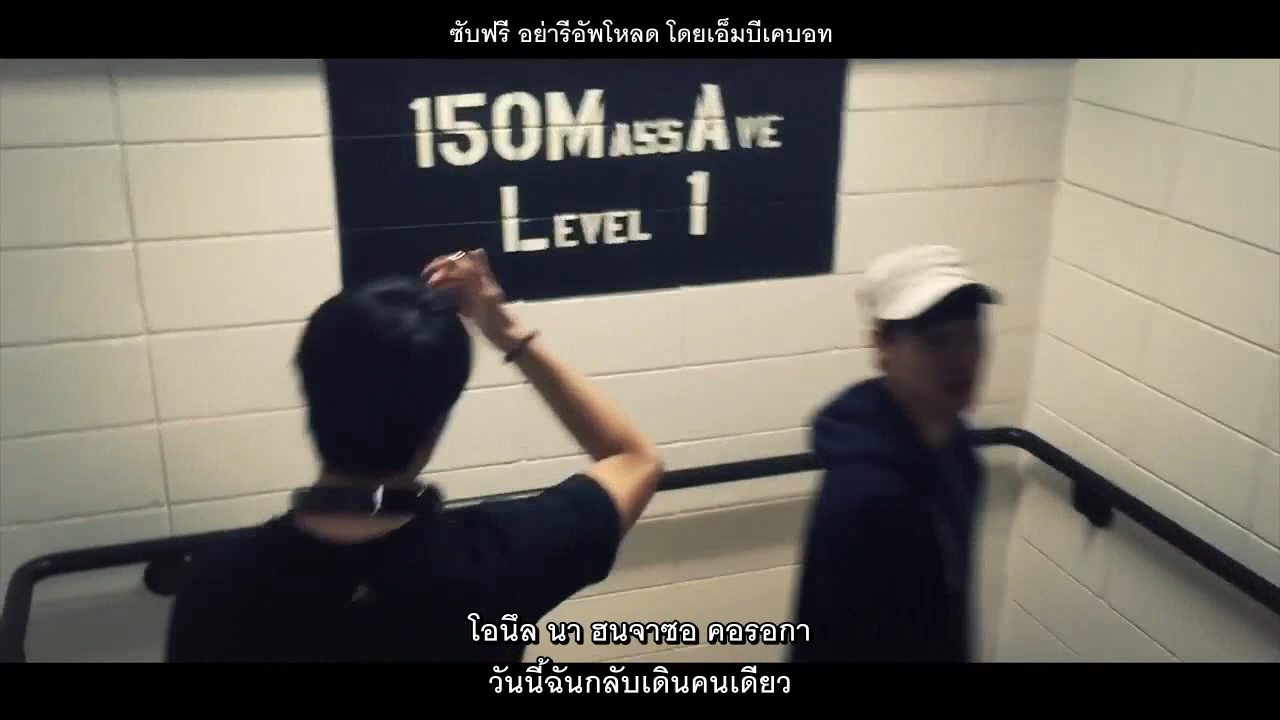 ซับฟรี อย่ารีอัพโหลด โดยเอ็มบีเคบอท
150 MASS AVE
LEVEL 1
โอนึล นา ฮนจาซอ คอรอกา
วันนี้ฉันกลับเดินคนเดียว